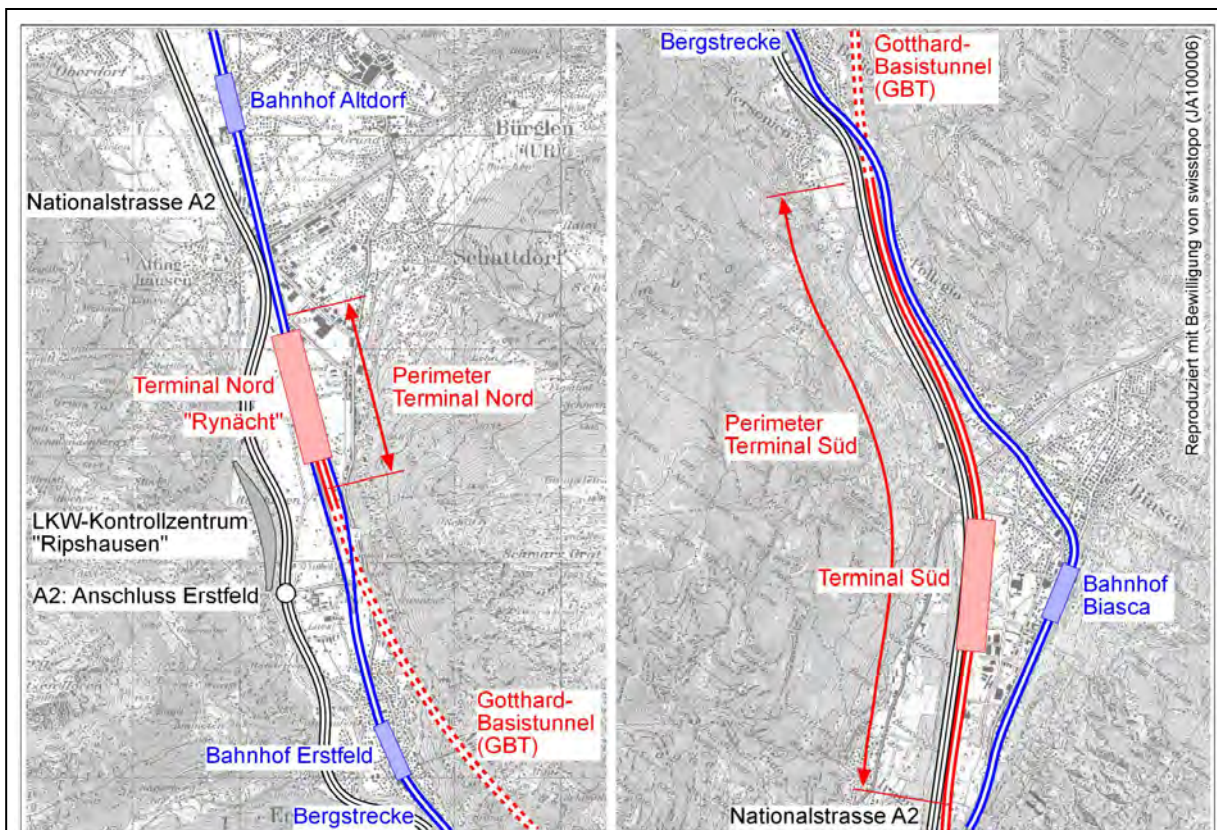 Bahnhof Altdorf
Oberdorf
Bürglen
(UR)
Nationalstrasse A2
Schattdorf
Terminal Nord
"Rynächt"
Perimeter
Terminal Nord
LKW-Kontrollzentrum
"Ripshausen"
A2: Anschluss Erstfeld
Gotthard-
Basistunnel
(GBT)
Bahnhof Erstfeld
Bergstrecke
Bergstrecke
Gotthard-
Basistunnel
(GBT)
Pollegio
Perimeter
Terminal Süd
Biasca
Terminal Süd
Bahnhof
Biasca
Nationalstrasse A2
Reproduziert mit Bewilligung von swisstopo (JA100006)